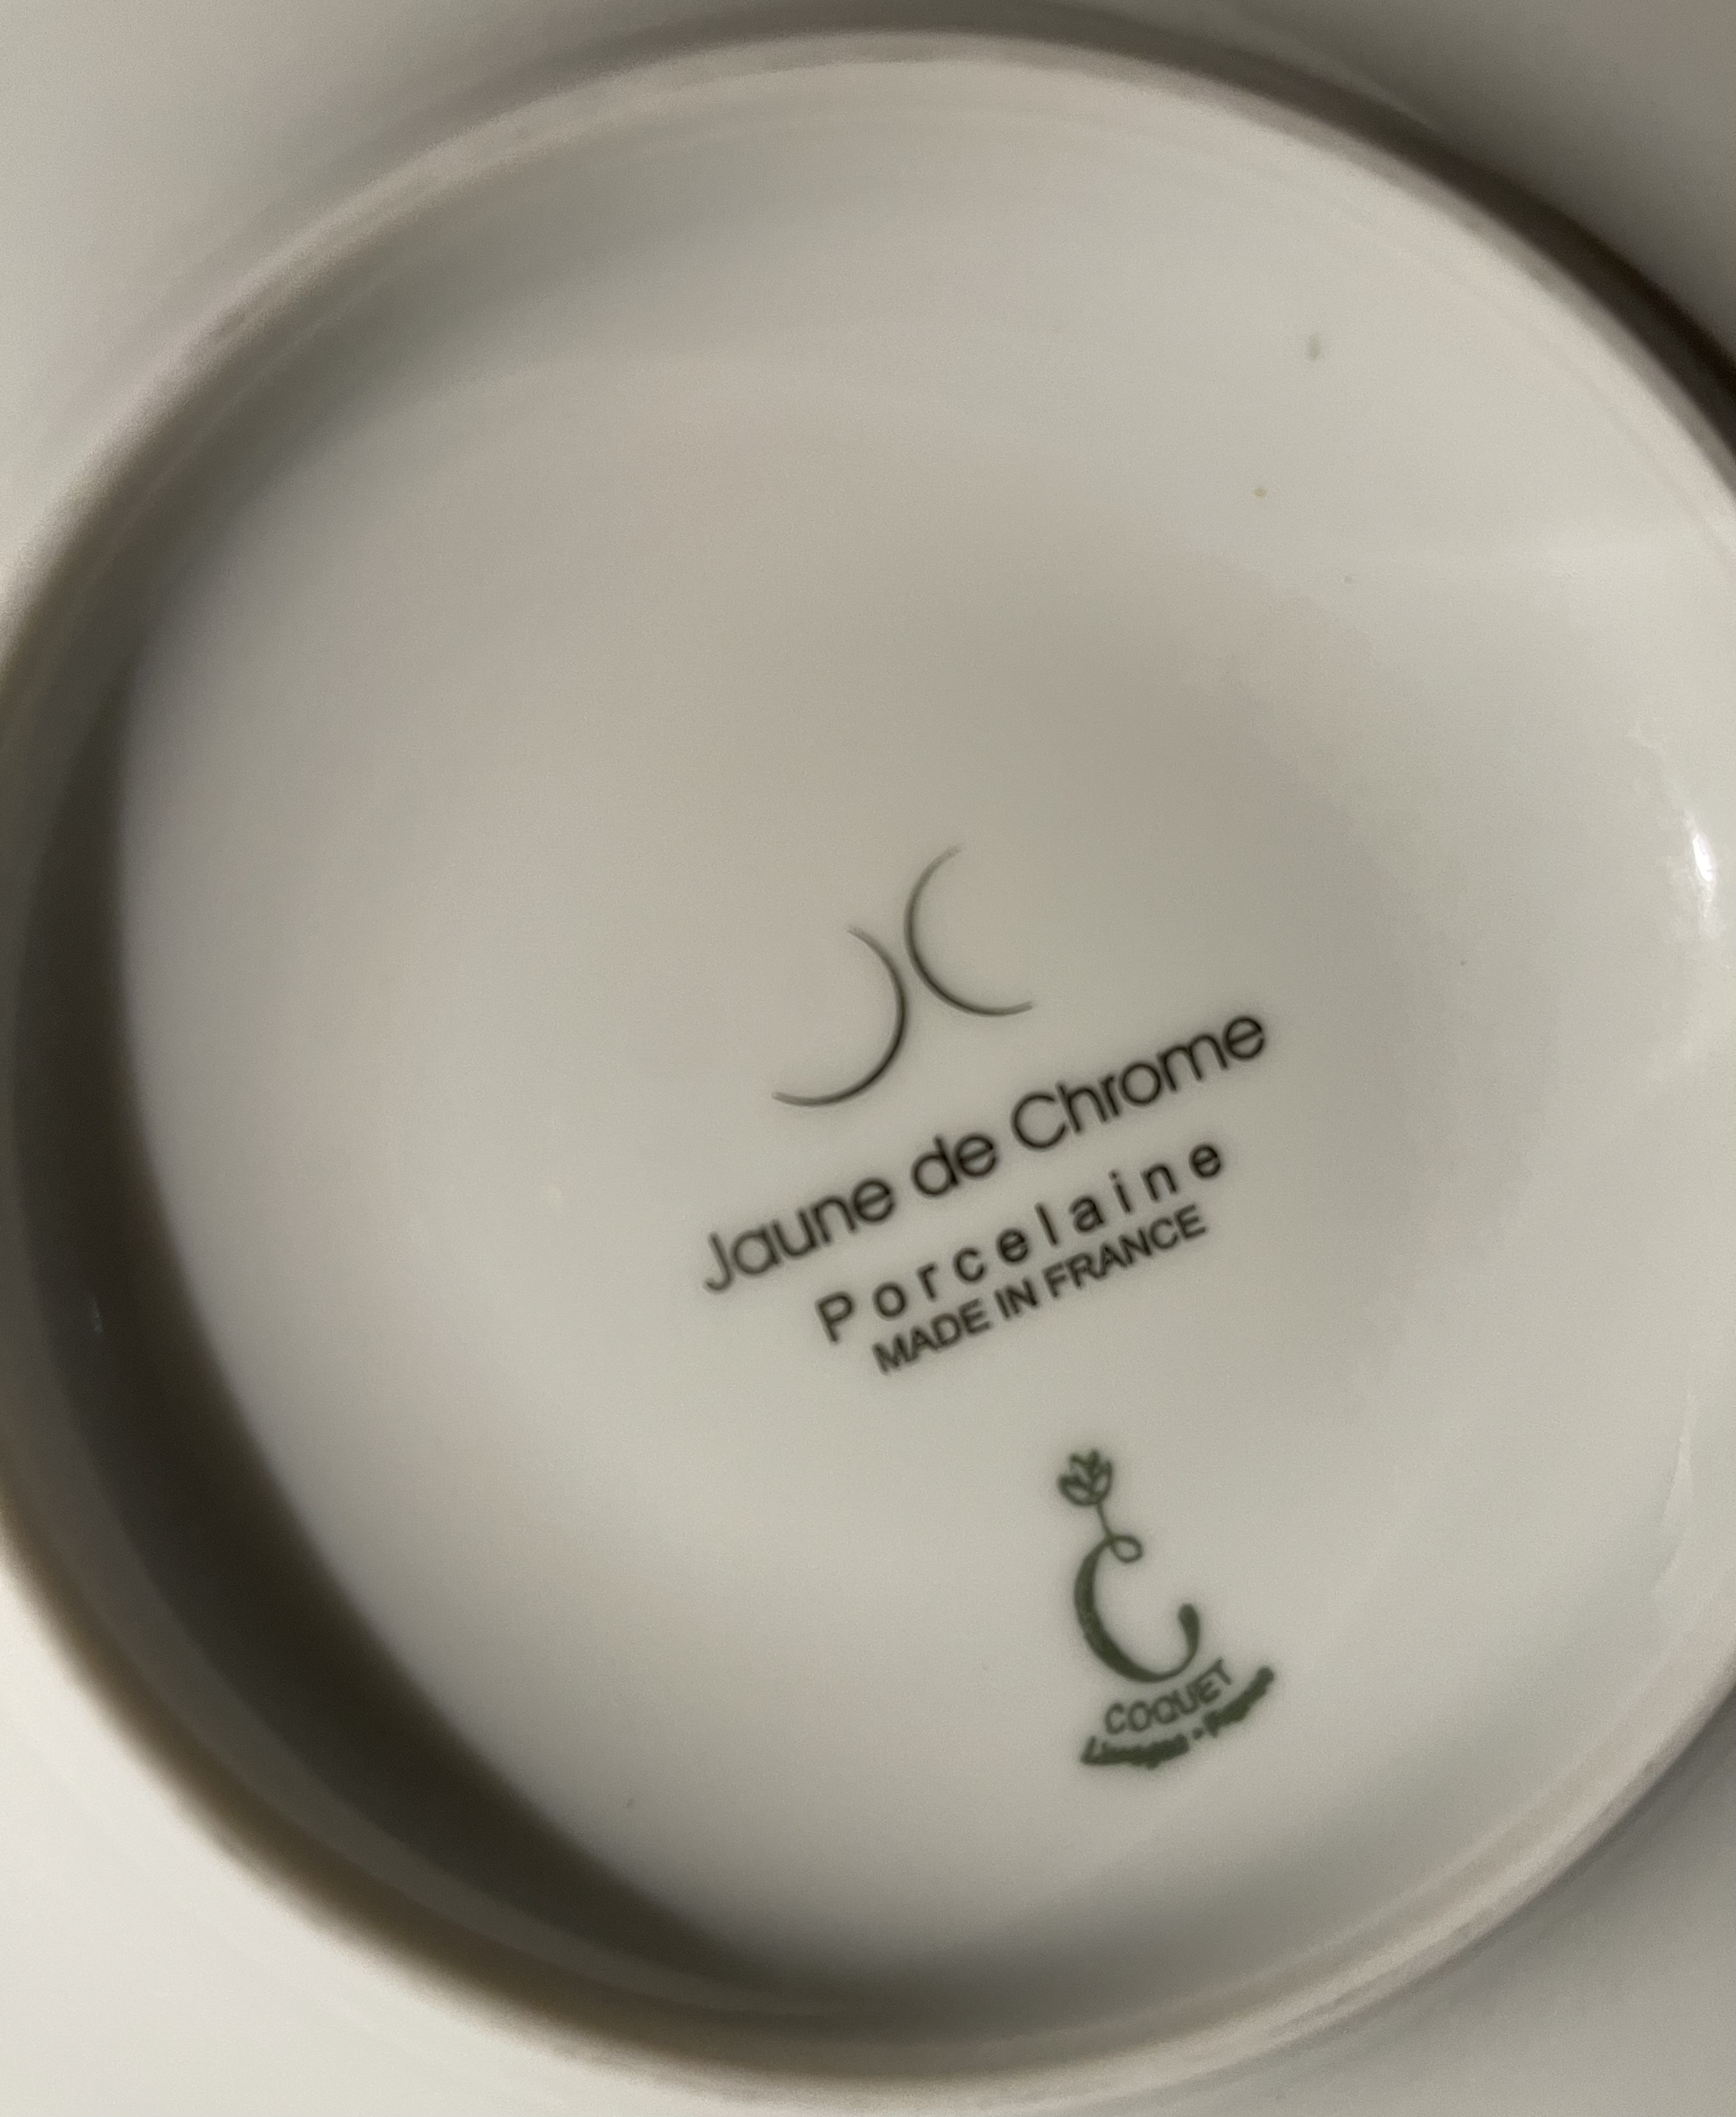 Jaune de Chrome
Porcelaine
MADE IN FRANCE
COQUET